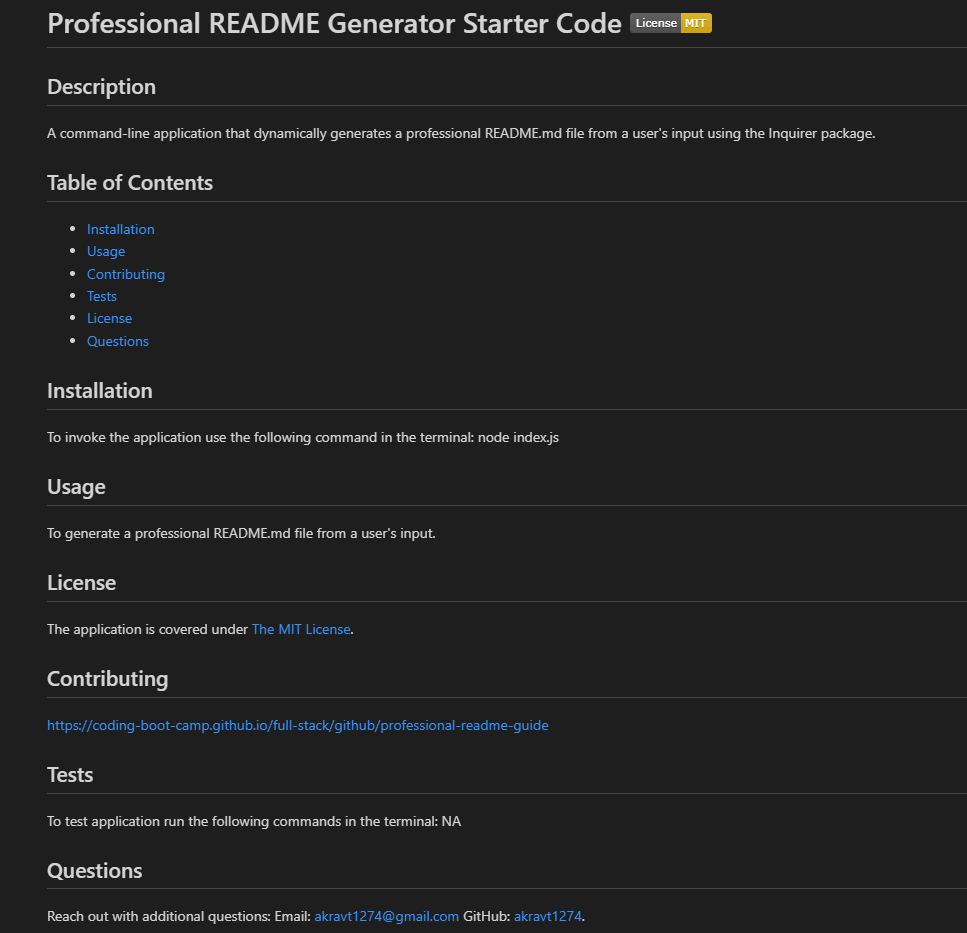 Professional README Generator Starter Code License MIT
Description
A command-line application that dynamically generates a professional README.md file from a user's input using the Inquirer package.
Table of Contents
Installation
Usage
Contributing
Tests
License
Questions
Installation
To invoke the application use the following command in the terminal: node index.js
Usage
To generate a professional README.md file from a user's input.
License
The application is covered under The MIT License.
Contributing
https://coding-boot-camp.github.io/full-stack/github/professional-readme-guide
Tests
To test application run the following commands in the terminal: NA
Questions
Reach out with additional questions: Email: akravt1274@gmail.com GitHub: akravt1274.